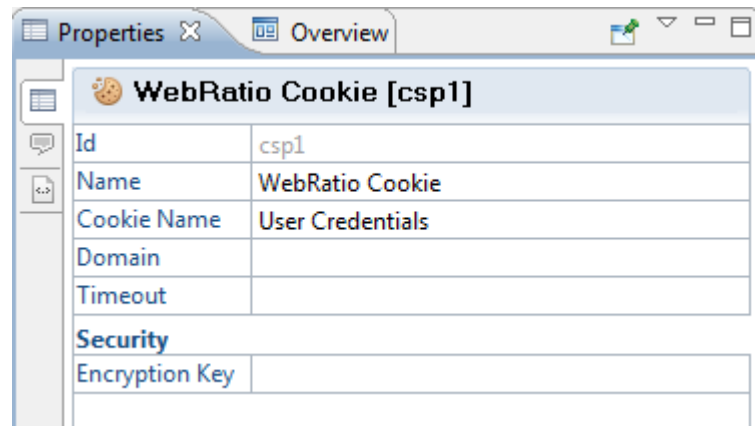 Properties Overview
WebRatio Cookie [csp1]
Id csp1
Name WebRatio Cookie
Cookie Name User Credentials
Domain
Timeout
Security
Encryption Key